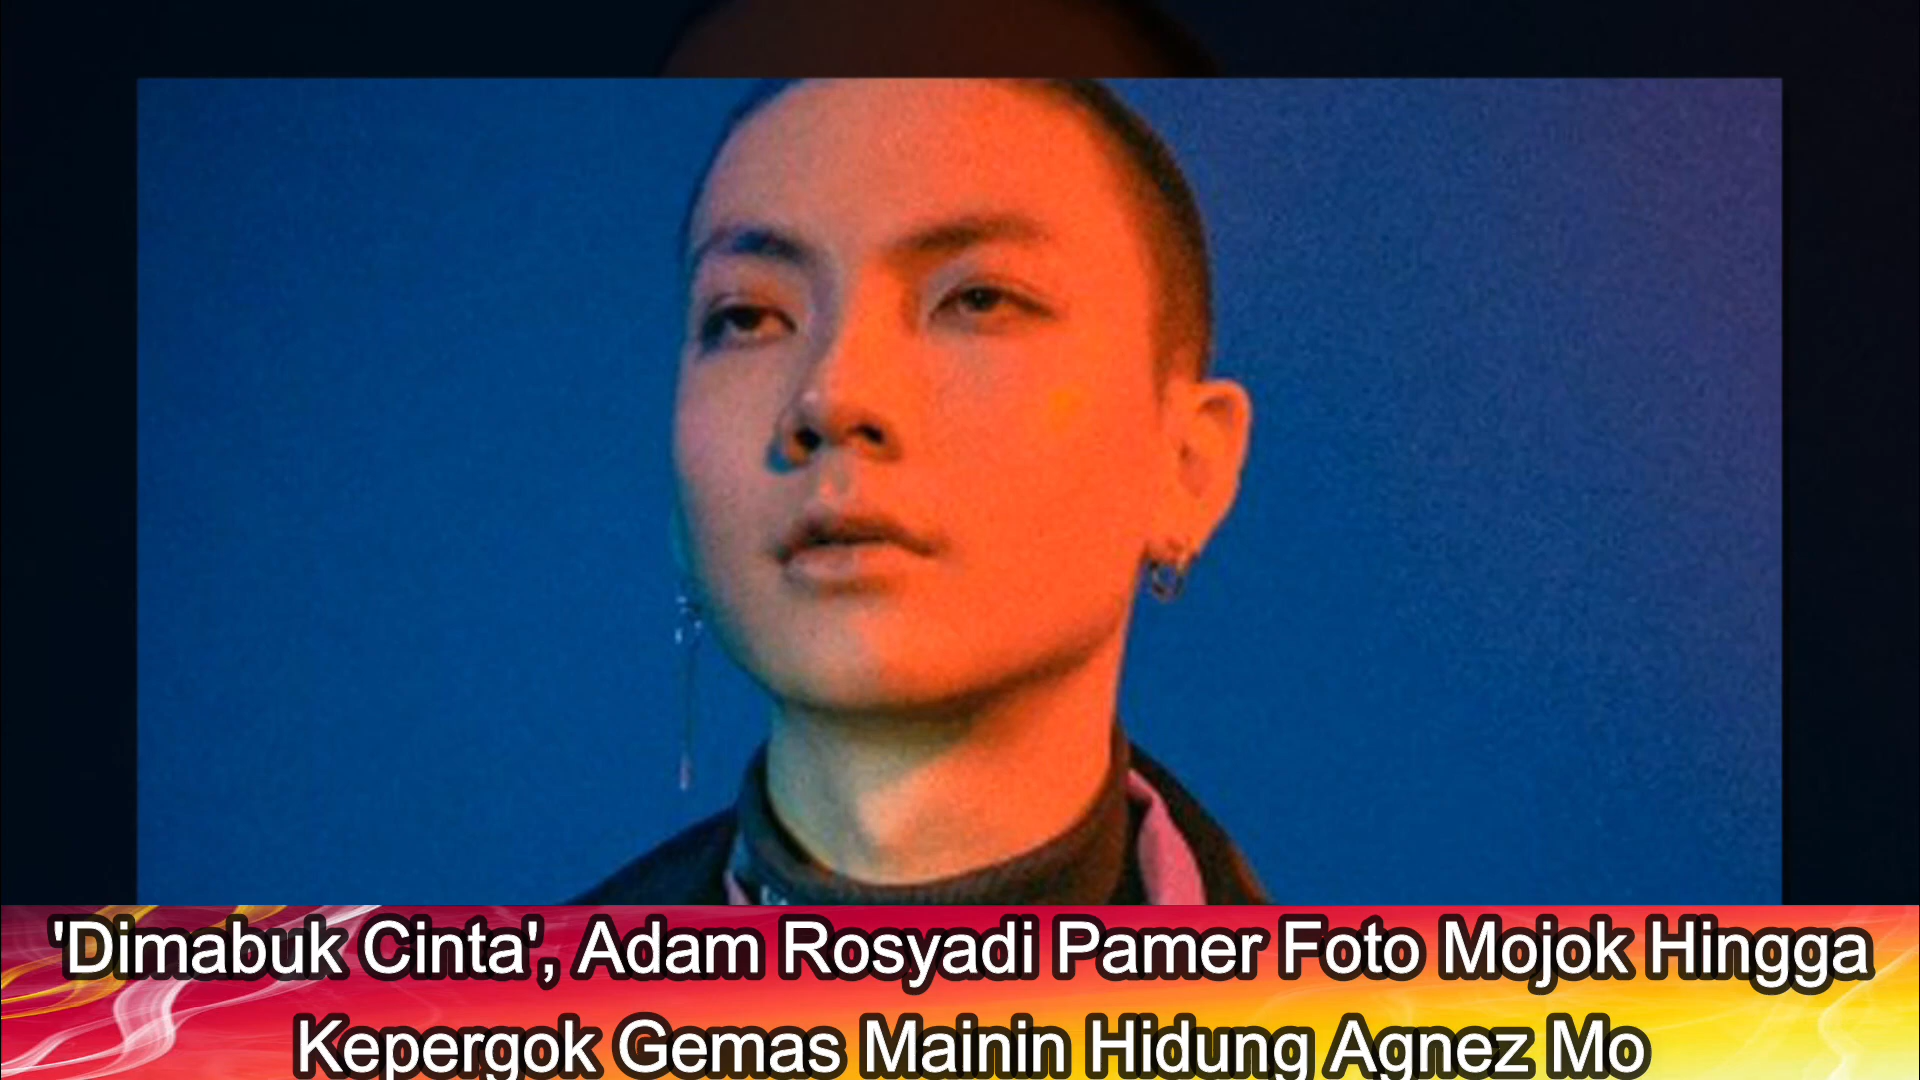 'Dimabuk Cinta', Adam Rosyadi Pamer Foto Mojok Hingga
Kepergok Gemas Mainin Hidung Agnez Mo